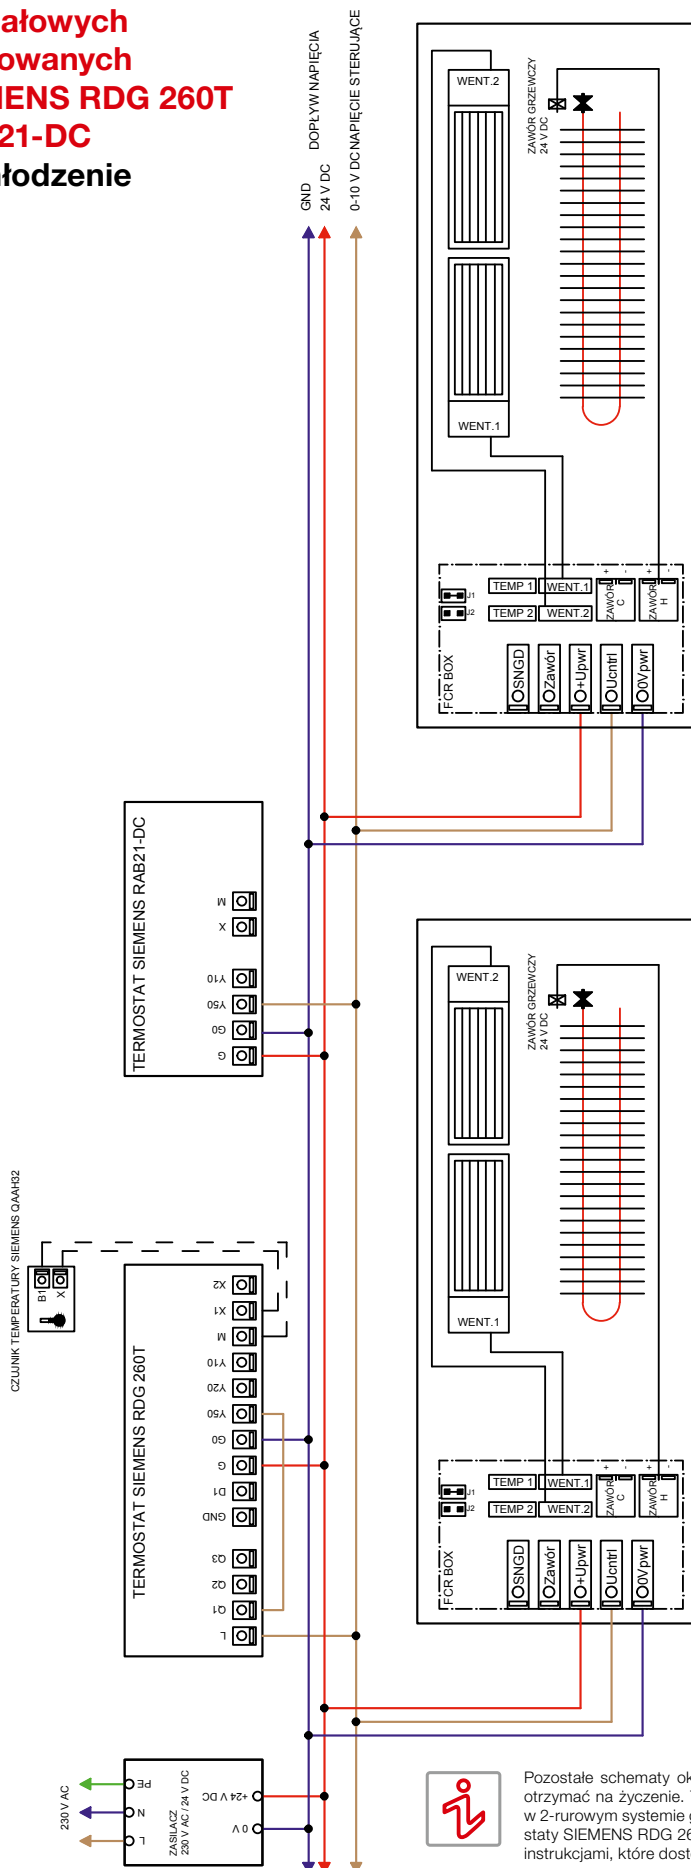 ałowych
owanych
IENS RDG 260T
21-DC
łodzenie
GND
DOPŁYW NAPIĘCIA
24 V DC
0-10 V DC NAPIĘCIE STERUJĄCE
WENT.2
WENT.1
ZAWÓR GRZEWCZY
24 V DC
FCR BOX
J1
J2
TEMP 1
WENT.1
TEMP 2
WENT.2
ZAWÓR
C
+ -
ZAWÓR
H
+ -
SNGD
Zawór
+Upwr
Ucntrl
0Vpwr
TERMOSTAT SIEMENS RAB21-DC
M
X
Y10
Y50
G0
G
WENT.2
WENT.1
ZAWÓR GRZEWCZY
24 V DC
CZUJNIK TEMPERATURY SIEMENS QAAH32
B1
X
TERMOSTAT SIEMENS RDG 260T
X2
X1
M
Y10
Y20
Y50
G0
G
D1
GND
Q3
Q2
Q1
L
FCR BOX
J1
J2
TEMP 1
WENT.1
TEMP 2
WENT.2
ZAWÓR
C
+ -
ZAWÓR
H
+ -
SNGD
Zawór
+Upwr
Ucntrl
0Vpwr
230 V AC
PE
N
L
ZASILACZ
230 V AC / 24 V DC
+24 V DC
0 V
Pozostałe schematy ok
otrzymać na życzenie.
w 2-rurowym systemie g
staty SIEMENS RDG 26
instrukcjami, które dost